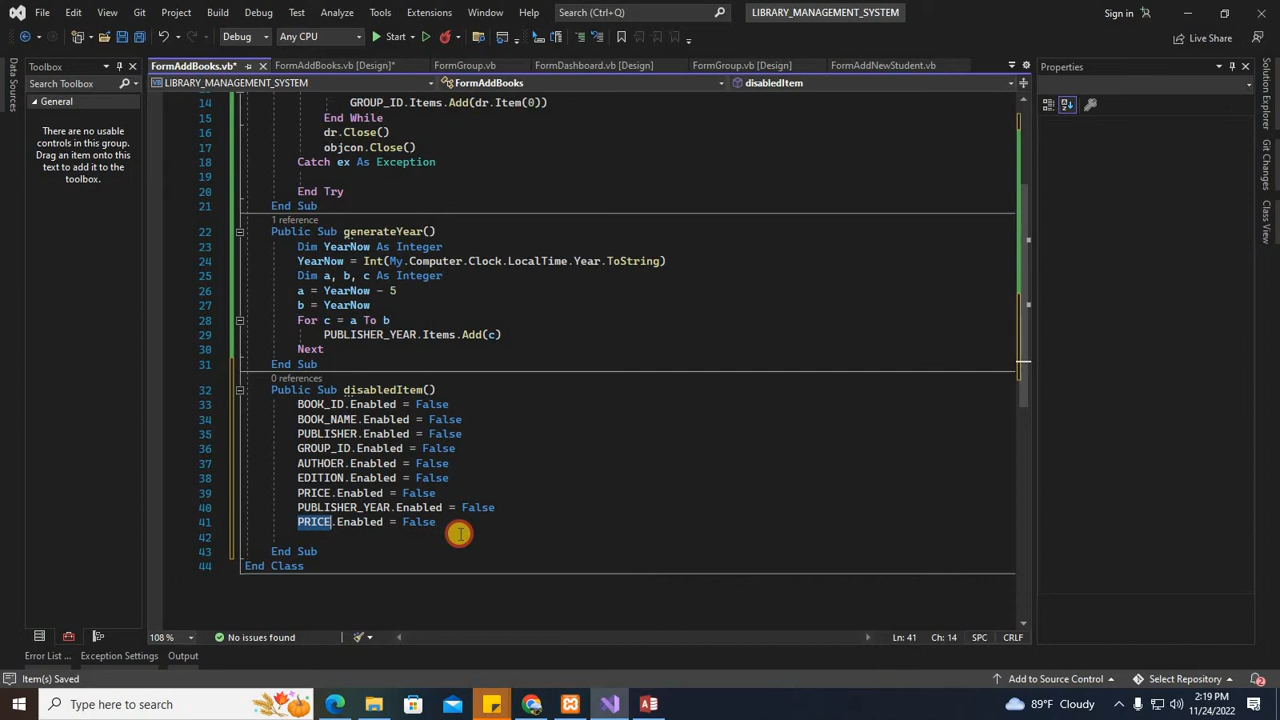 File Edit View Git Project Build Debug Test Analyze Tools Extensions Window Help Search (Ctrl+Q) LIBRARY_MANAGEMENT_SYSTEM Sign in
Debug Any CPU Start Live Share
Data Sources
Toolbox
Search Toolbox
General
There are no usable
controls in this group.
Drag an item onto this
text to add it to the
toolbox.
FormAddBooks.vb* FormAddBooks.vb [Design]* FormGroup.vb FormDashboard.vb [Design] FormGroup.vb [Design] FormAddNewStudent.vb
LIBRARY_MANAGEMENT_SYSTEM FormAddBooks disabledItem
14 GROUP_ID.Items.Add(dr.Item(0))
15 End While
16 dr.Close()
17 objcon.Close()
18 Catch ex As Exception
19
20 End Try
21 End Sub
1 reference
22 Public Sub generateYear()
23 Dim YearNow As Integer
24 YearNow = Int(My.Computer.Clock.LocalTime.Year.ToString)
25 Dim a, b, c As Integer
26 a = YearNow - 5
27 b = YearNow
28 For c = a To b
29 PUBLISHER_YEAR.Items.Add(c)
30 Next
31 End Sub
0 references
32 Public Sub disabledItem()
33 BOOK_ID.Enabled = False
34 BOOK_NAME.Enabled = False
35 PUBLISHER.Enabled = False
36 GROUP_ID.Enabled = False
37 AUTHOER.Enabled = False
38 EDITION.Enabled = False
39 PRICE.Enabled = False
40 PUBLISHER_YEAR.Enabled = False
41 PRICE.Enabled = False
42
43 End Sub
44 End Class
108 % No issues found Ln: 41 Ch: 14 SPC CRLF
Properties
Solution Explorer
Git Changes
Class View
Error List ... Exception Settings Output
Item(s) Saved Add to Source Control Select Repository 2
Type here to search 89°F Cloudy 2:19 PM
11/24/2022